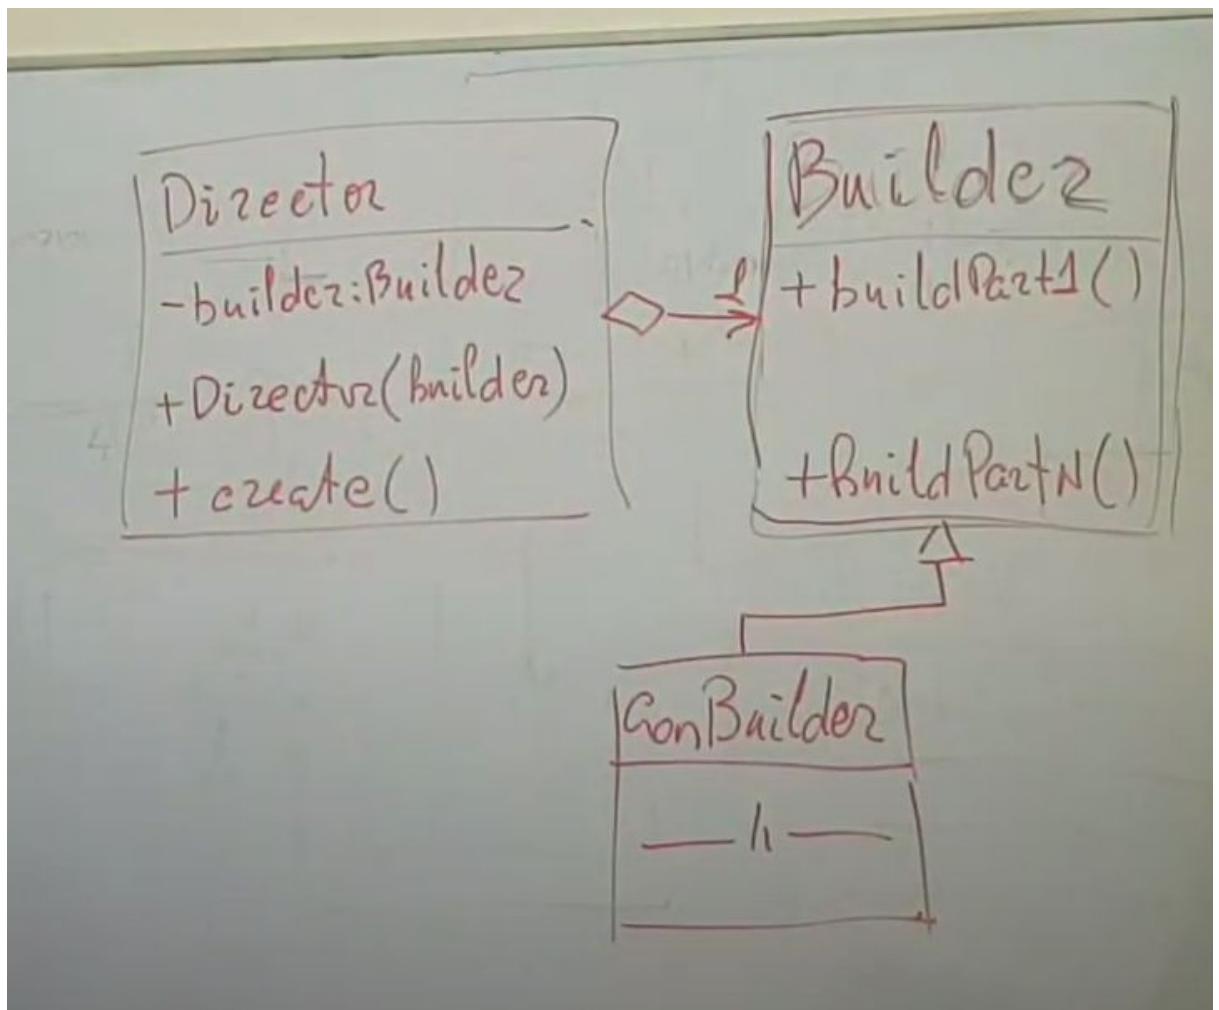 Director
-builder:Builder
+Director(builder)
+create()
1
Builder
+buildPart1()
+BuildPartN()
ConBuilder
— || —